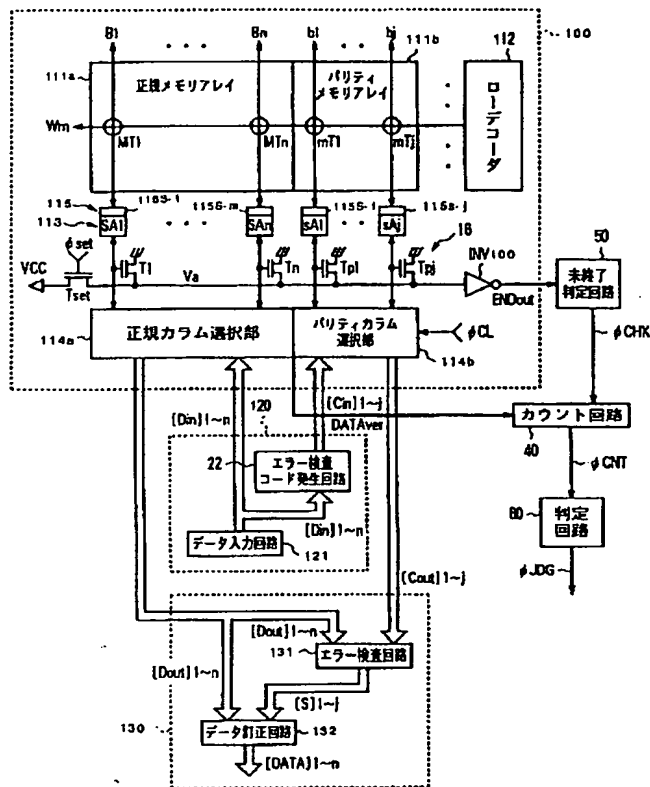 B1 ・・・ Bn b1 ・・・ bj
111b
112
100
111a
正規メモリアレイ
パリティ
メモリアレイ
ローデコーダ
Wm
MT1
MTn
mT1
mTj
115
115S-1
115S-m
115s-1
115s-j
113
SA1
SAn
sA1
sAj
16
φset
VCC
Tset
T1
Va
Tn
Tp1
Tpj
INV100
ENDout
50
未終了
判定回路
114a
正規カラム選択部
パリティカラム
選択部
114b
φCL
φCHK
[Din]1~n
120
[Cin]1~j
DATAver
カウント回路
40
22
エラー検査
コード発生回路
φCNT
[Din]1~n
データ入力回路
121
60
判定
回路
φJDG
[Cout]1~j
[Dout]1~n
131
エラー検査回路
[Dout]1~n
[S]1~j
130
データ訂正回路
132
[DATA]1~n